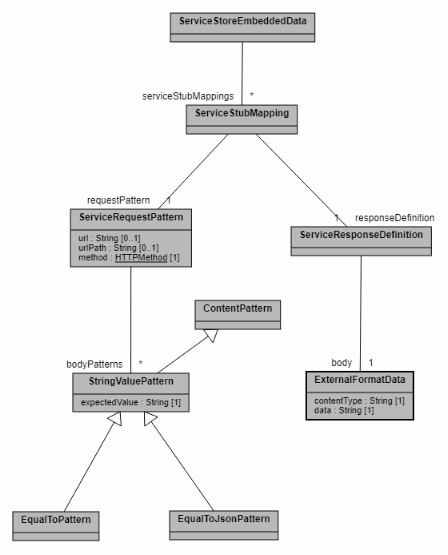 ServiceStoreEmbeddedData
serviceStubMappings *
ServiceStubMapping
requestPattern 1
1 responseDefinition
ServiceRequestPattern
url : String [0..1]
urlPath : String [0..1]
method : HTTPMethod [1]
ServiceResponseDefinition
ContentPattern
bodyPatterns *
body 1
StringValuePattern
expectedValue : String [1]
ExternalFormatData
contentType : String [1]
data : String [1]
EqualToPattern
EqualToJsonPattern